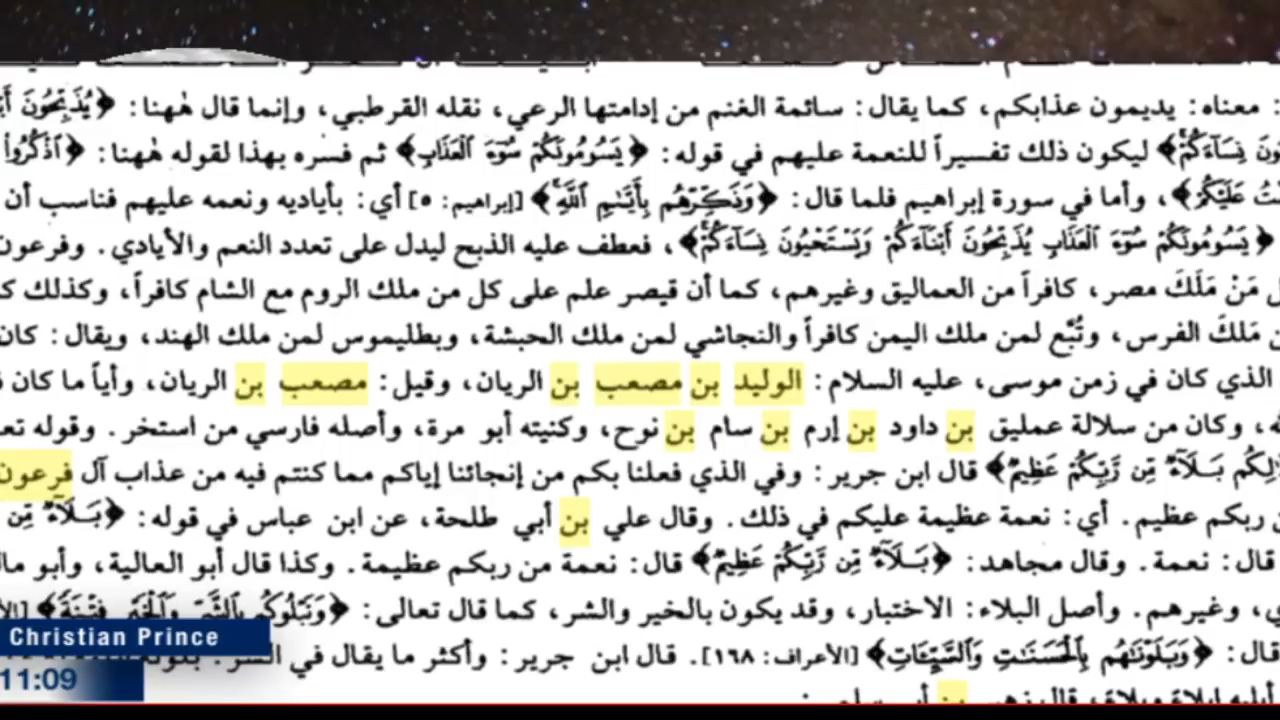 معناه: يديمون عذابكم، كما يقال: سائمة الغنم من إدامتها الرعي، نقله القرطبي، وإنما قال هٰهنا: ﴿يُذَبِّحُونَ
نِسَآءَكُمْ﴾ ليكون ذلك تفسيراً للنعمة عليهم في قوله: ﴿يَسُومُونَكُمْ سُوٓءَ ٱلْعَذَابِ﴾ ثم فسره بهذا لقوله هٰهنا: ﴿ٱذْكُرُوا۟
عَلَيْكُمْ﴾، وأما في سورة إبراهيم فلما قال: ﴿وَذَكِّرْهُم بِأَيَّىٰمِ ٱللَّهِ﴾ [إبراهيم: ٥] أي: بأياديه ونعمه عليهم فناسب أن
﴿يَسُومُونَكُمْ سُوٓءَ ٱلْعَذَابِ يُذَبِّحُونَ أَبْنَآءَكُمْ وَيَسْتَحْيُونَ نِسَآءَكُمْ﴾، فعطف عليه الذبح ليدل على تعدد النعم والأيادي. وفرعون
مَنْ مَلَكَ مصر، كافراً من العماليق وغيرهم، كما أن قيصر علم على كل من ملك الروم مع الشام كافراً، وكذلك
مَلكَ الفرس، وتُبّع لمن ملك اليمن كافراً والنجاشي لمن ملك الحبشة، وبطليموس لمن ملك الهند، ويقال: كان
الذي كان في زمن موسى، عليه السلام: الوليد بن مصعب بن الريان، وقيل: مصعب بن الريان، وأياً ما كان
وكان من سلالة عمليق بن داود بن إرم بن سام بن نوح، وكنيته أبو مرة، وأصله فارسي من استخر. وقوله
بَلَآءٌ مِّن رَّبِّكُمْ عَظِيمٌ﴾ قال ابن جرير: وفي الذي فعلنا بكم من إنجائنا إياكم مما كنتم فيه من عذاب آل فرعون
ربكم عظيم. أي: نعمة عظيمة عليكم في ذلك. وقال علي بن أبي طلحة، عن ابن عباس في قوله: ﴿بَلَآءٌ مِّن
قال: نعمة. وقال مجاهد: ﴿بَلَآءٌ مِّن رَّبِّكُمْ عَظِيمٌ﴾ قال: نعمة من ربكم عظيمة. وكذا قال أبو العالية، وأبو
وغيرهم. وأصل البلاء: الاختبار، وقد يكون بالخير والشر، كما قال تعالى: ﴿وَنَبْلُوكُم بِٱلشَّرِّ وَٱلْخَيْرِ فِتْنَةً﴾
قال: ﴿وَبَلَوْنَٰهُم بِٱلْحَسَنَٰتِ وَٱلسَّيِّـَٔاتِ﴾ [الأعراف: ١٦٨]. قال ابن جرير: وأكثر ما يقال في الشر:
Christian Prince
11:09